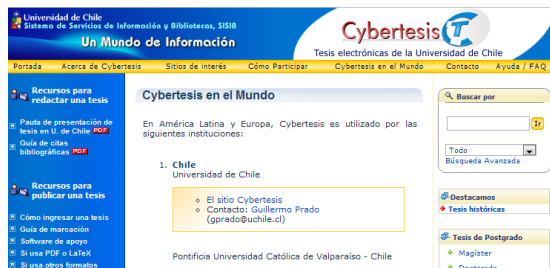 Universidad de Chile
Sistema de Servicios de Información y Bibliotecas, SISIB
Un Mundo de Información
Cybertesis
Tesis electrónicas de la Universidad de Chile
Portada Acerca de Cybertesis Sitios de interés Cómo Participar Cybertesis en el Mundo Contacto Ayuda / FAQ
Recursos para
redactar una tesis
Pauta de presentación de
tesis en U. de Chile PDF
Guía de citas
bibliográficas PDF
Recursos para
publicar una tesis
Cómo ingresar una tesis
Guía de marcación
Software de apoyo
Si usa PDF o LaTeX
Si usa otros formatos
Cybertesis en el Mundo
En América Latina y Europa, Cybertesis es utilizado por las
siguientes instituciones:
1. Chile
Universidad de Chile
El sitio Cybertesis
Contacto: Guillermo Prado
(gprado@uchile.cl)
Pontificia Universidad Católica de Valparaíso - Chile
Buscar por
Ir
Todo
Búsqueda Avanzada
Destacamos
Tesis históricas
Tesis de Postgrado
Magíster
Doctorado